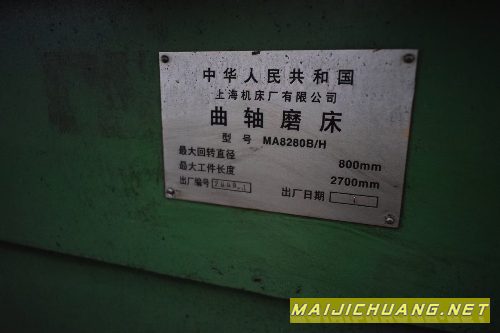 中华人民共和国
上海机床厂有限公司
曲轴磨床
型号 MA8280B/H
最大回转直径 800mm
最大工件长度 2700mm
出厂编号
出厂日期
MAIJICHUANG.NET